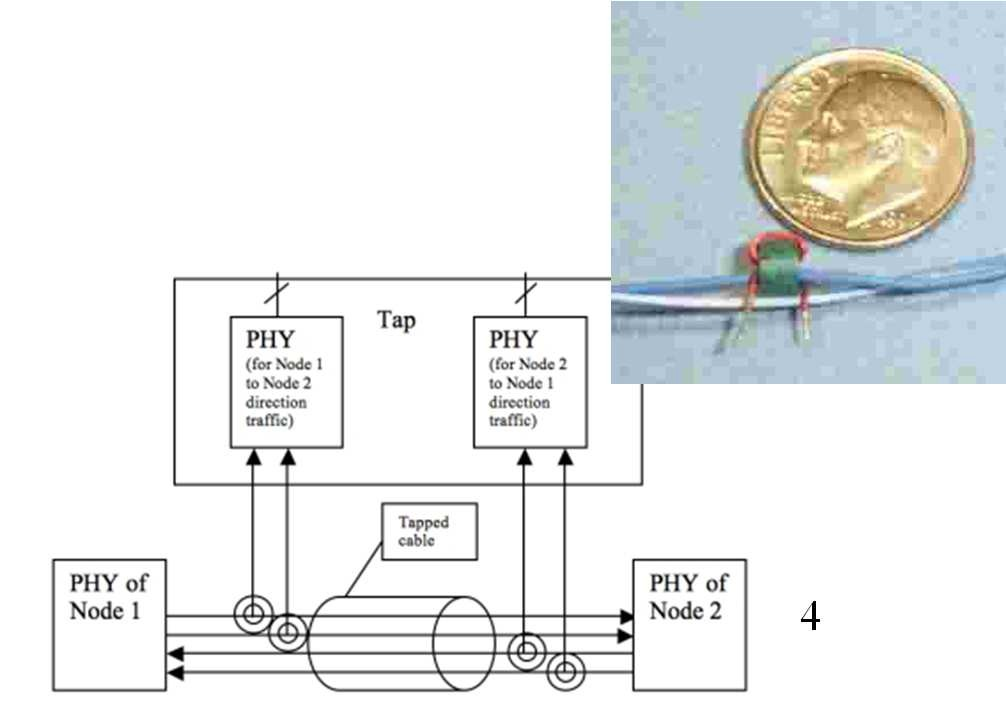 LIBERTY
Tap
PHY
(for Node 1
to Node 2
direction
traffic)
PHY
(for Node 2
to Node 1
direction
traffic)
Tapped
cable
PHY of
Node 1
PHY of
Node 2
4